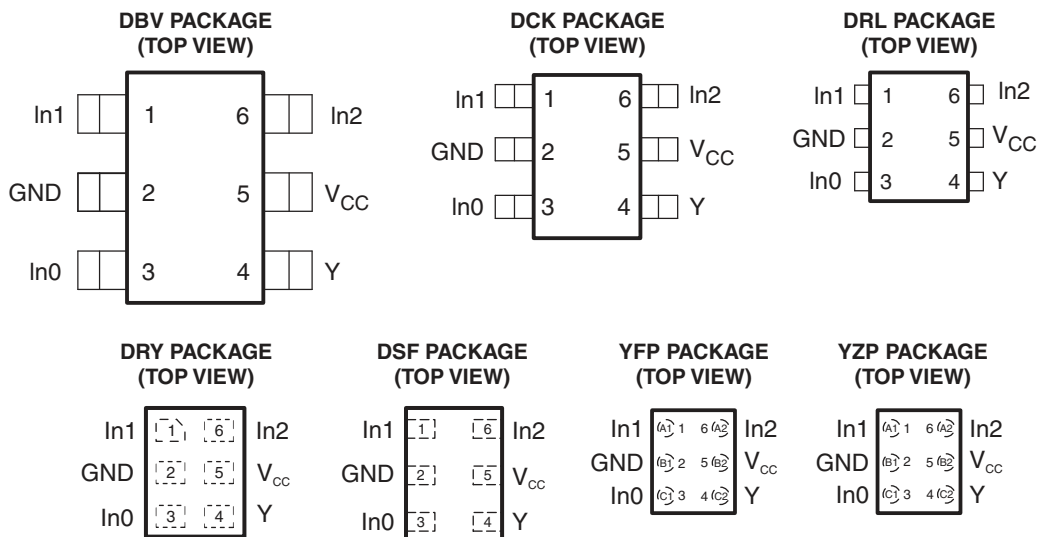 DBV PACKAGE
(TOP VIEW)
In1 1 6 In2
GND 2 5 VCC
In0 3 4 Y
DCK PACKAGE
(TOP VIEW)
In1 1 6 In2
GND 2 5 VCC
In0 3 4 Y
DRL PACKAGE
(TOP VIEW)
In1 1 6 In2
GND 2 5 VCC
In0 3 4 Y
DRY PACKAGE
(TOP VIEW)
In1 1 6 In2
GND 2 5 VCC
In0 3 4 Y
DSF PACKAGE
(TOP VIEW)
In1 1 6 In2
GND 2 5 VCC
In0 3 4 Y
YFP PACKAGE
(TOP VIEW)
In1 A1 1 6 A2 In2
GND B1 2 5 B2 VCC
In0 C1 3 4 C2 Y
YZP PACKAGE
(TOP VIEW)
In1 A1 1 6 A2 In2
GND B1 2 5 B2 VCC
In0 C1 3 4 C2 Y